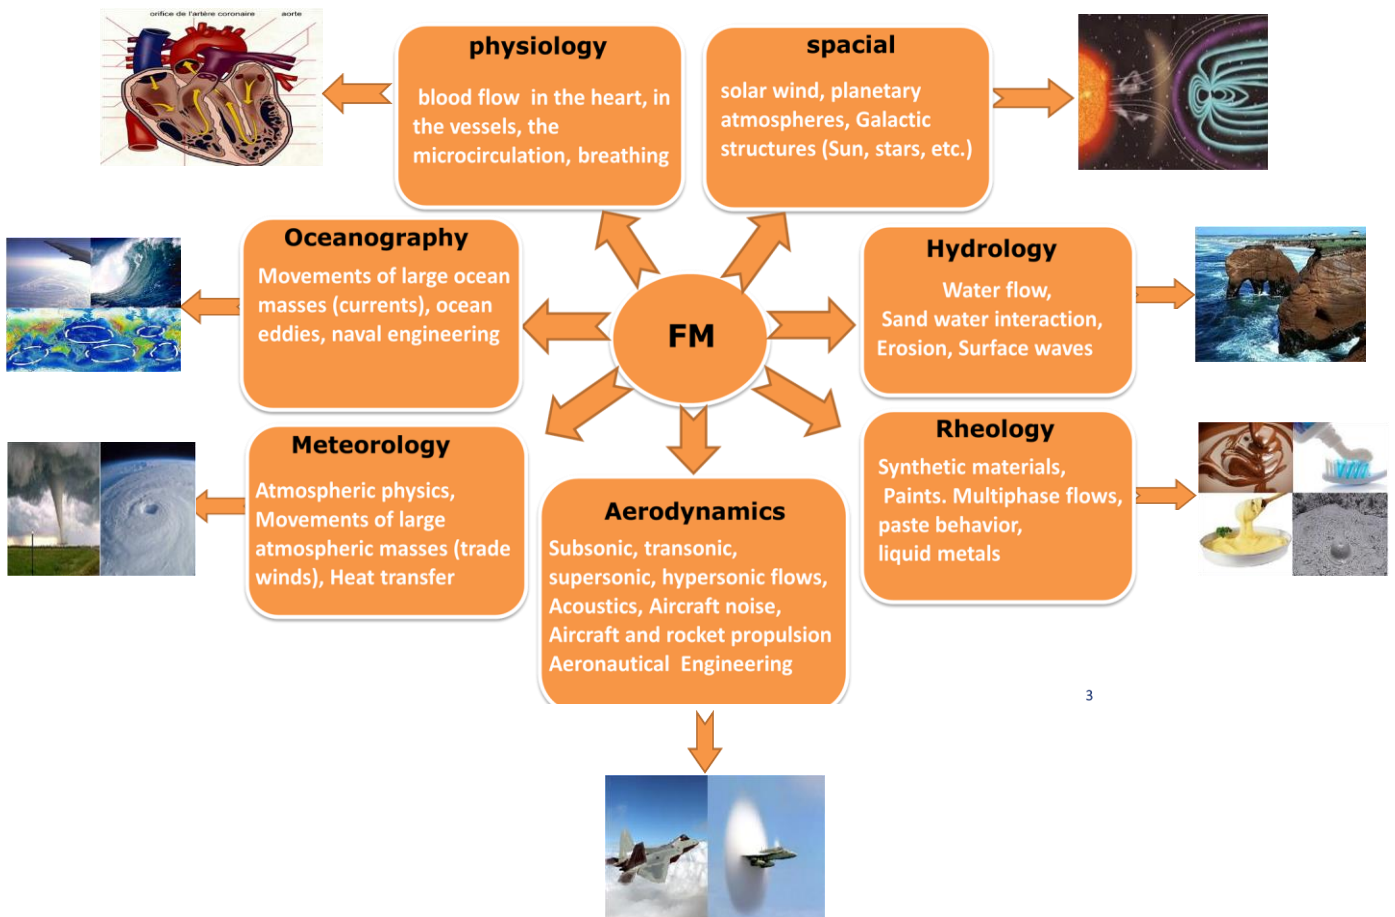 orifice de l'artère coronaire aorte
physiology
blood flow in the heart, in
the vessels, the
microcirculation, breathing
spacial
solar wind, planetary
atmospheres, Galactic
structures (Sun, stars, etc.)
Oceanography
Movements of large ocean
masses (currents), ocean
eddies, naval engineering
FM
Hydrology
Water flow,
Sand water interaction,
Erosion, Surface waves
Meteorology
Atmospheric physics,
Movements of large
atmospheric masses (trade
winds), Heat transfer
Aerodynamics
Subsonic, transonic,
supersonic, hypersonic flows,
Acoustics, Aircraft noise,
Aircraft and rocket propulsion
Aeronautical Engineering
Rheology
Synthetic materials,
Paints. Multiphase flows,
paste behavior,
liquid metals
3